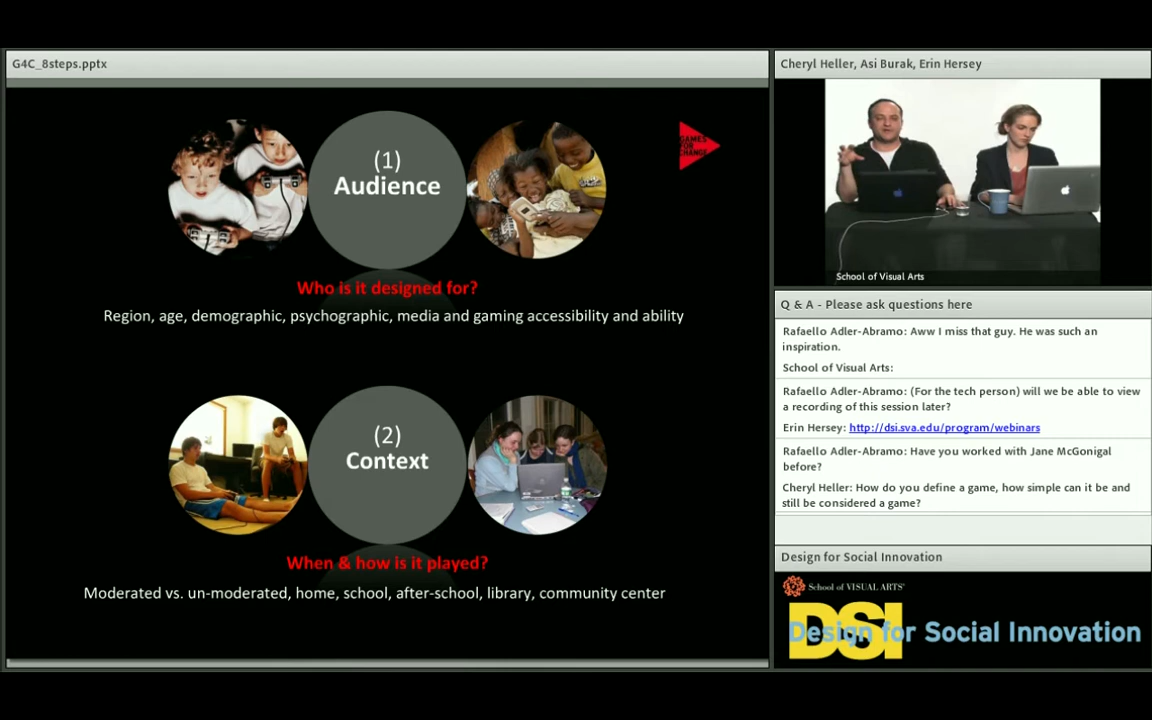 G4C_8steps.pptx
(1)
Audience
GAMES
FOR
CHANGE
Who is it designed for?
Region, age, demographic, psychographic, media and gaming accessibility and ability
(2)
Context
When & how is it played?
Moderated vs. un-moderated, home, school, after-school, library, community center
Cheryl Heller, Asi Burak, Erin Hersey
School of Visual Arts
Q & A - Please ask questions here
Rafaello Adler-Abramo: Aww I miss that guy. He was such an
inspiration.
School of Visual Arts:
Rafaello Adler-Abramo: (For the tech person) will we be able to view
a recording of this session later?
Erin Hersey: http://dsi.sva.edu/program/webinars
Rafaello Adler-Abramo: Have you worked with Jane McGonigal
before?
Cheryl Heller: How do you define a game, how simple can it be and
still be considered a game?
Design for Social Innovation
School of VISUAL ARTS
DSI
Design for Social Innovation